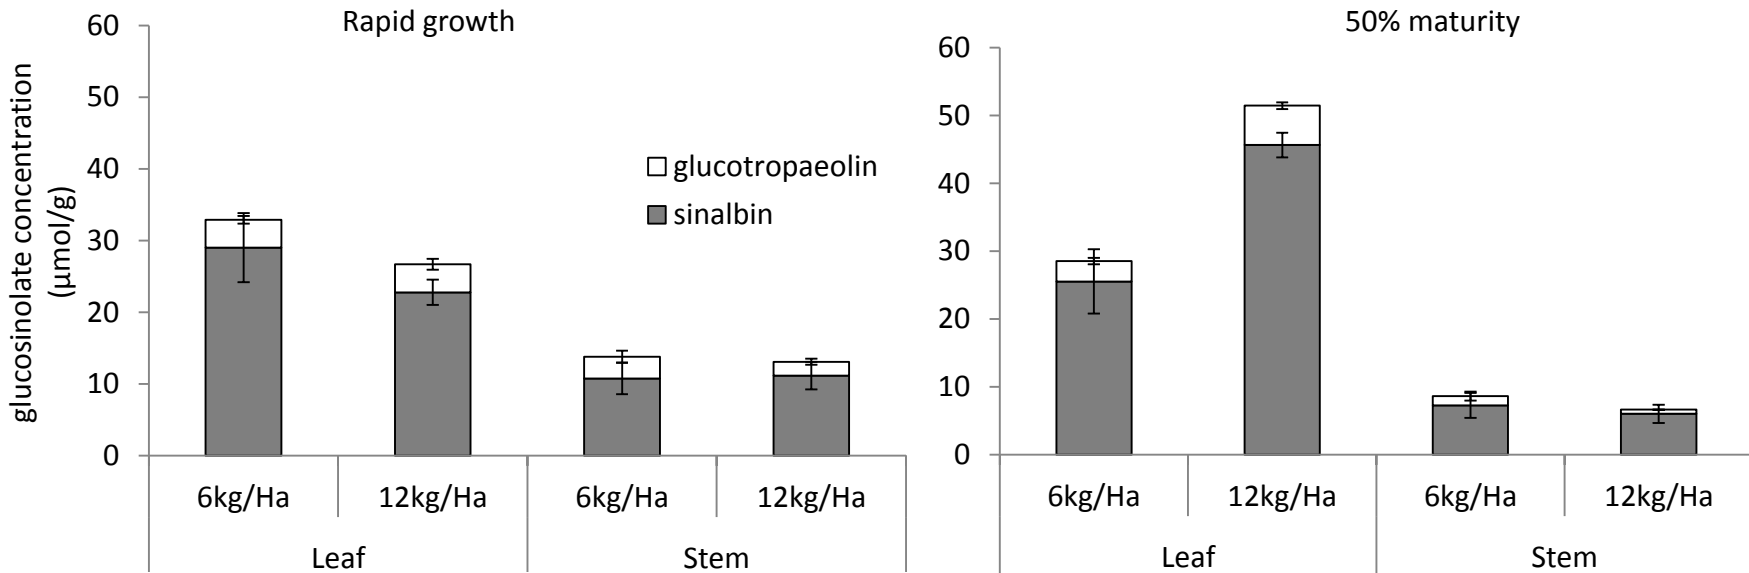 Rapid growth
glucosinolate concentration
(µmol/g)
60
50
40
30
20
10
0
glucotropaeolin
sinalbin
6kg/Ha
12kg/Ha
6kg/Ha
12kg/Ha
Leaf
Stem
50% maturity
60
50
40
30
20
10
0
6kg/Ha
12kg/Ha
6kg/Ha
12kg/Ha
Leaf
Stem